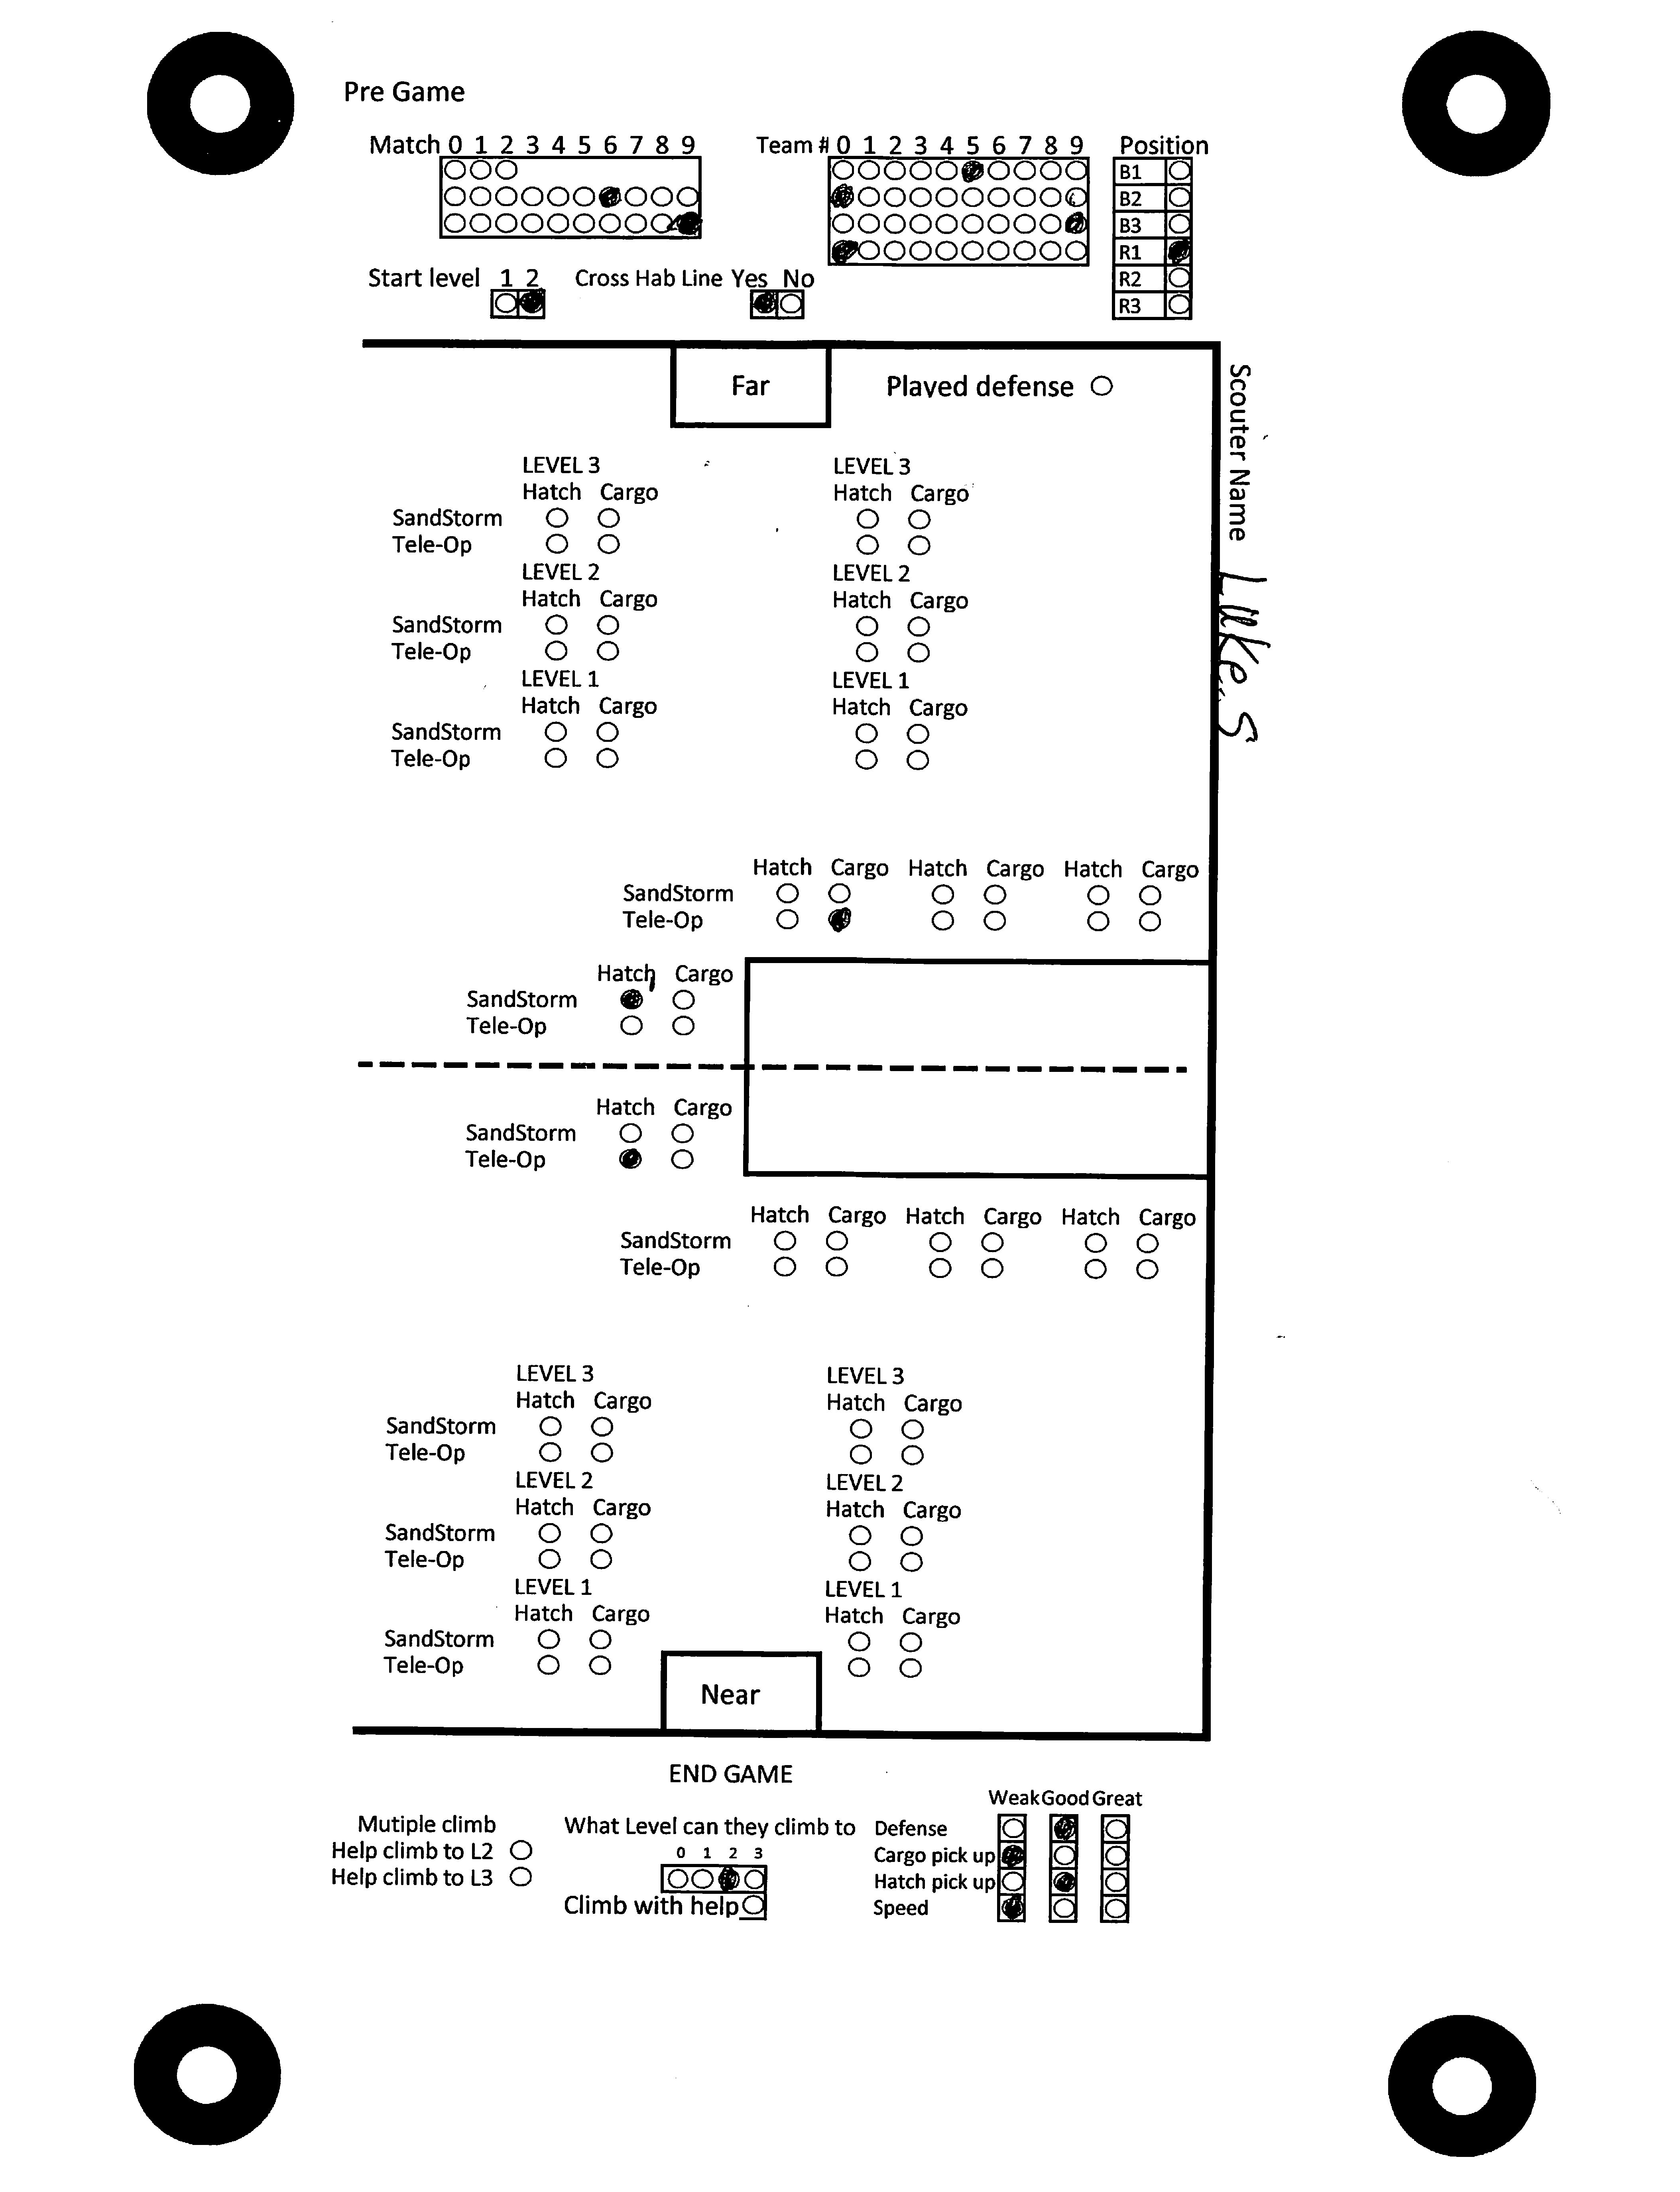 Pre Game
Match 0 1 2 3 4 5 6 7 8 9
Team # 0 1 2 3 4 5 6 7 8 9
Position
B1
B2
B3
R1
R2
R3
Start level 1 2
Cross Hab Line Yes No
Far
Played defense
Scouter Name Luke S
LEVEL 3 LEVEL 3
Hatch Cargo Hatch Cargo
SandStorm
Tele-Op
LEVEL 2 LEVEL 2
Hatch Cargo Hatch Cargo
SandStorm
Tele-Op
LEVEL 1 LEVEL 1
Hatch Cargo Hatch Cargo
SandStorm
Tele-Op
Hatch Cargo Hatch Cargo Hatch Cargo
SandStorm
Tele-Op
Hatch Cargo
SandStorm
Tele-Op
Hatch Cargo
SandStorm
Tele-Op
Hatch Cargo Hatch Cargo Hatch Cargo
SandStorm
Tele-Op
LEVEL 3 LEVEL 3
Hatch Cargo Hatch Cargo
SandStorm
Tele-Op
LEVEL 2 LEVEL 2
Hatch Cargo Hatch Cargo
SandStorm
Tele-Op
LEVEL 1 LEVEL 1
Hatch Cargo Hatch Cargo
SandStorm
Tele-Op
Near
END GAME
Mutiple climb
Help climb to L2
Help climb to L3
What Level can they climb to
0 1 2 3
Climb with help
Weak Good Great
Defense
Cargo pick up
Hatch pick up
Speed